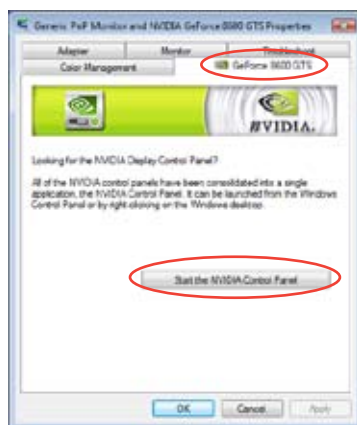 Generic PnP Monitor and NVIDIA GeForce 8600 GTS Properties
Adapter Monitor Troubleshoot
Color Management GeForce 8600 GTS
NVIDIA.
Looking for the NVIDIA Display Control Panel?
All of the NVIDIA control panels have been consolidated into a single
application, the NVIDIA Control Panel. It can be launched from the Windows
Control Panel or by right clicking on the Windows desktop.
Start the NVIDIA Control Panel
OK Cancel Apply